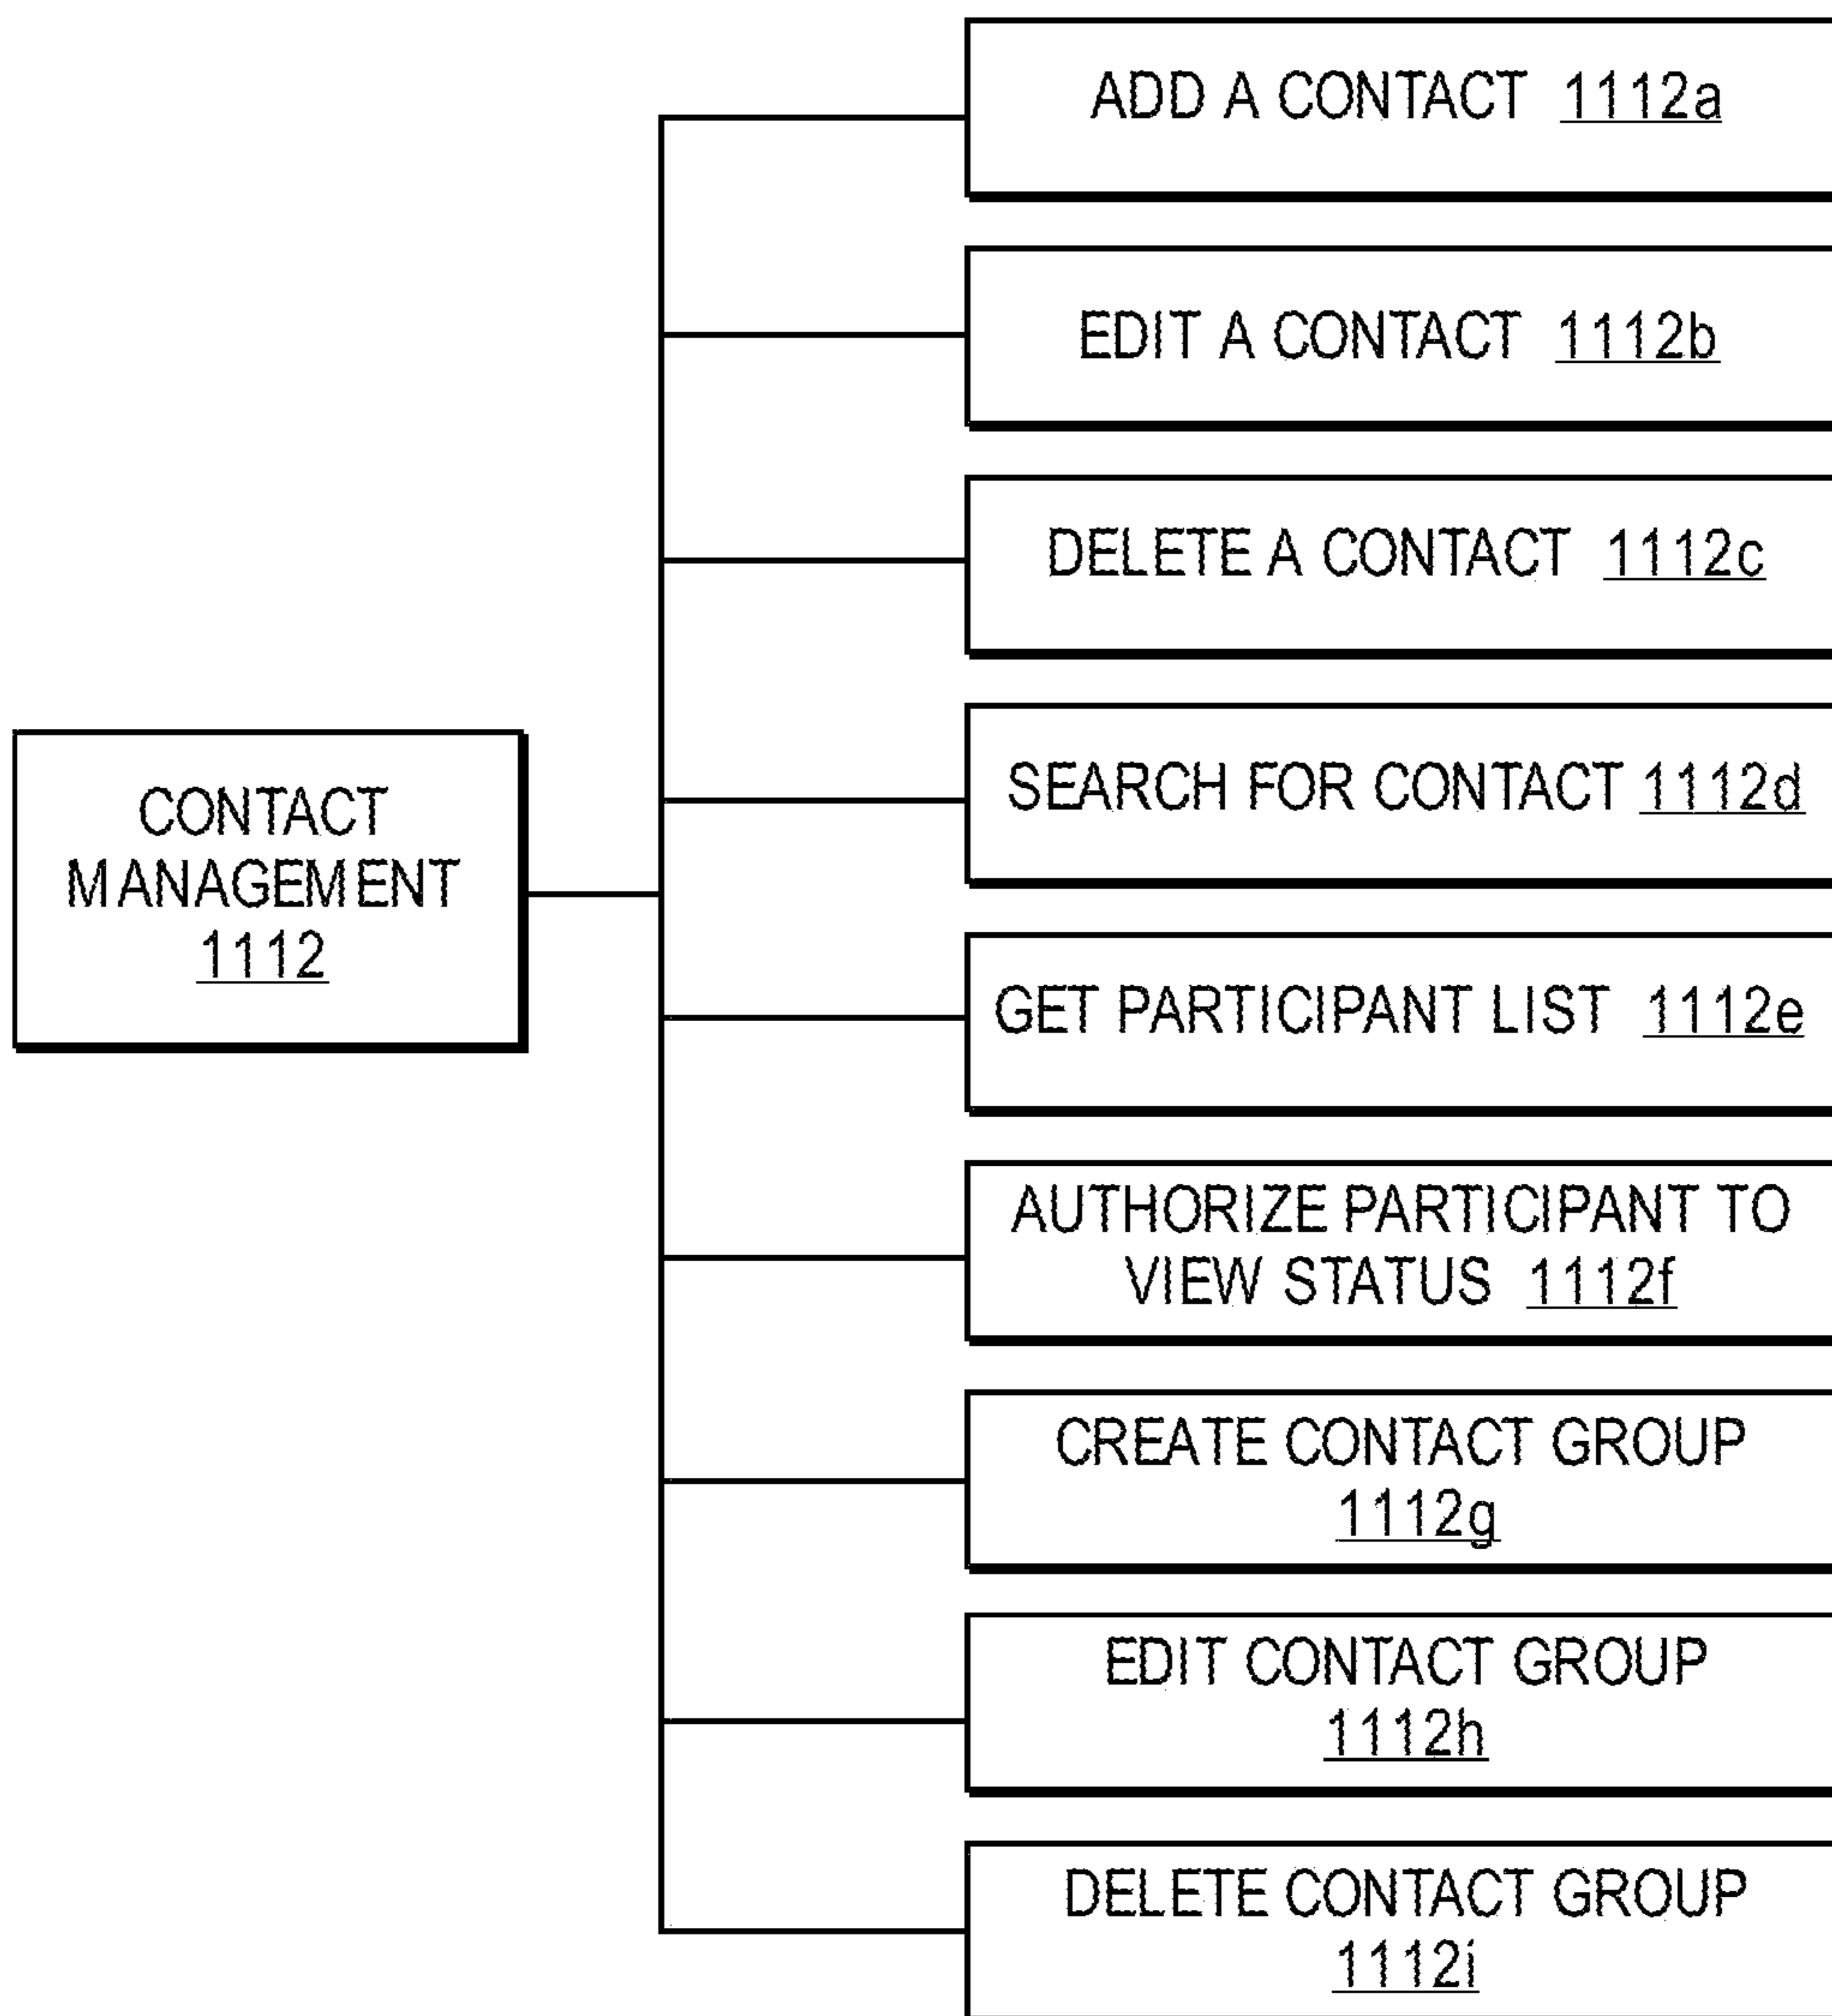 ADD A CONTACT 1112a
EDIT A CONTACT 1112b
DELETE A CONTACT 1112c
SEARCH FOR CONTACT 1112d
CONTACT
MANAGEMENT
1112
GET PARTICIPANT LIST 1112e
AUTHORIZE PARTICIPANT TO
VIEW STATUS 1112f
CREATE CONTACT GROUP
1112g
EDIT CONTACT GROUP
1112h
DELETE CONTACT GROUP
1112i